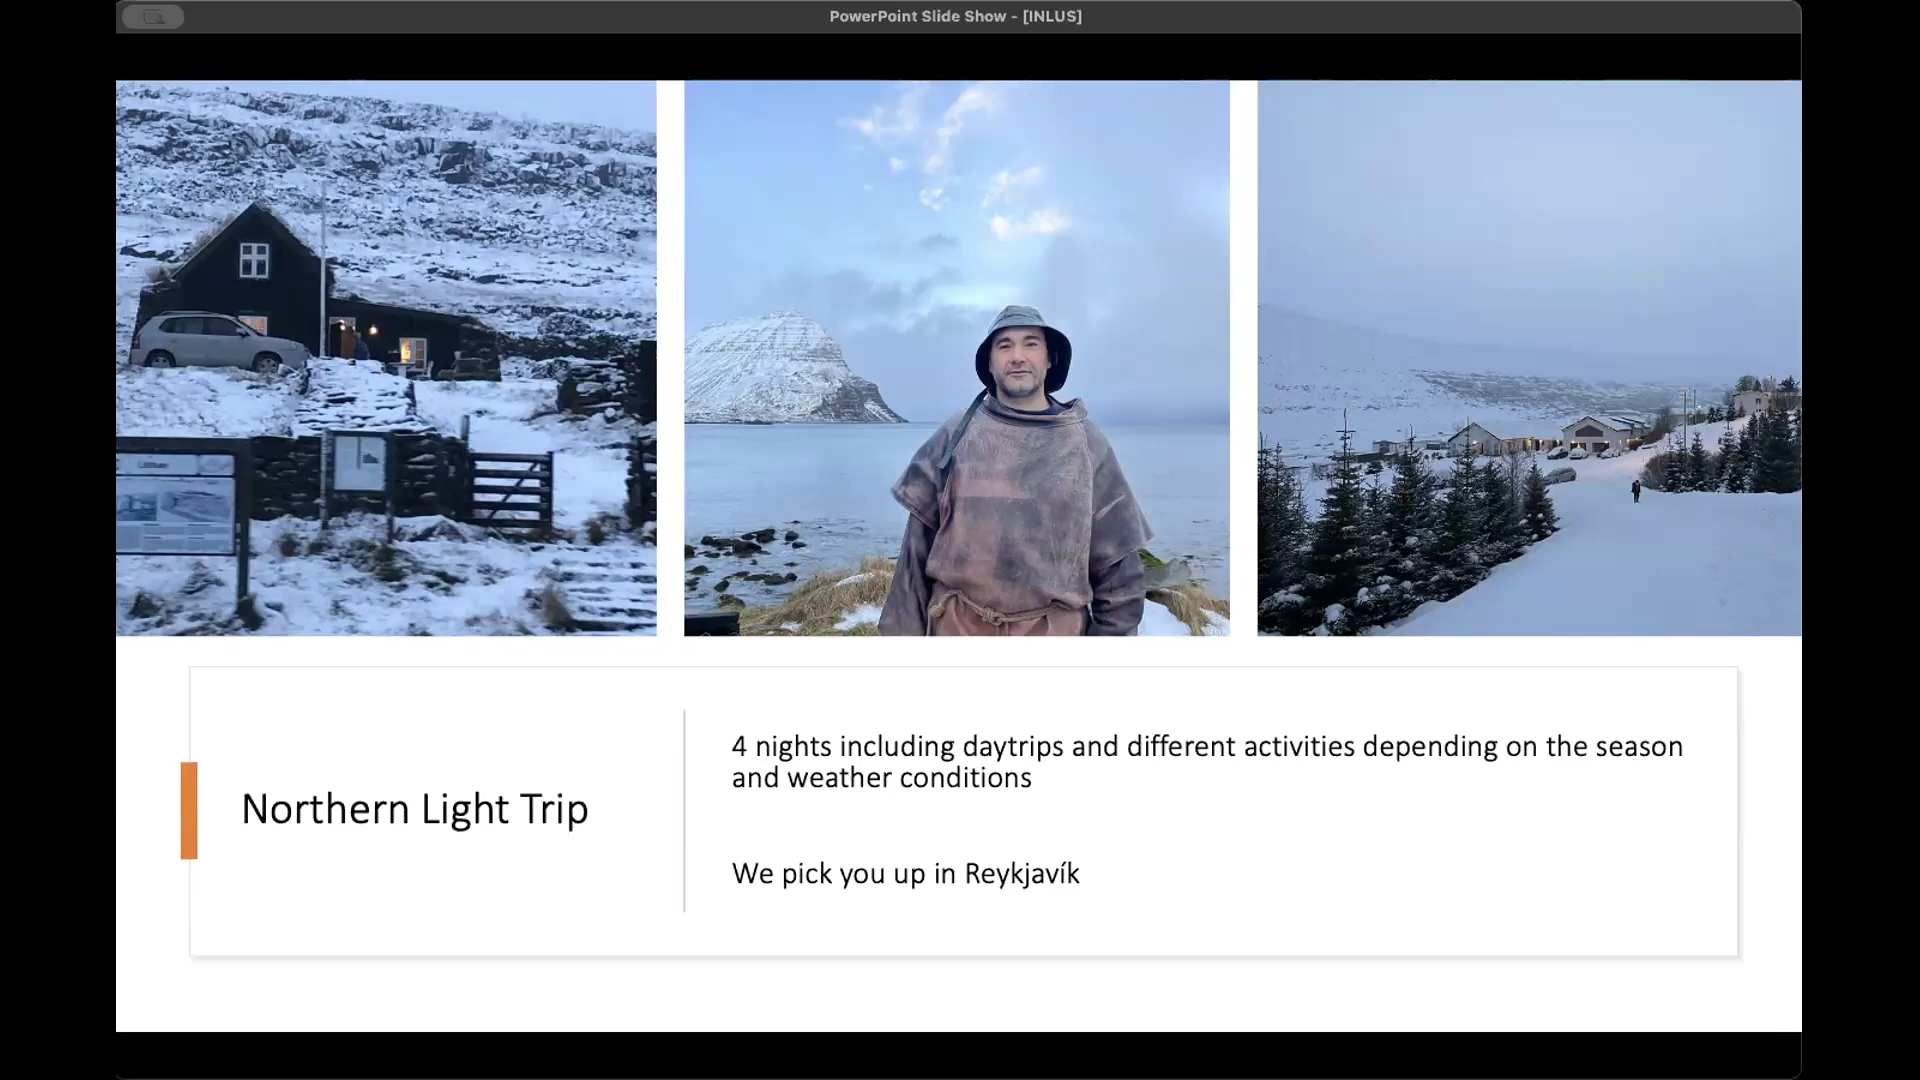 PowerPoint Slide Show - [INLUS]
Northern Light Trip
4 nights including daytrips and different activities depending on the season
and weather conditions
We pick you up in Reykjavík